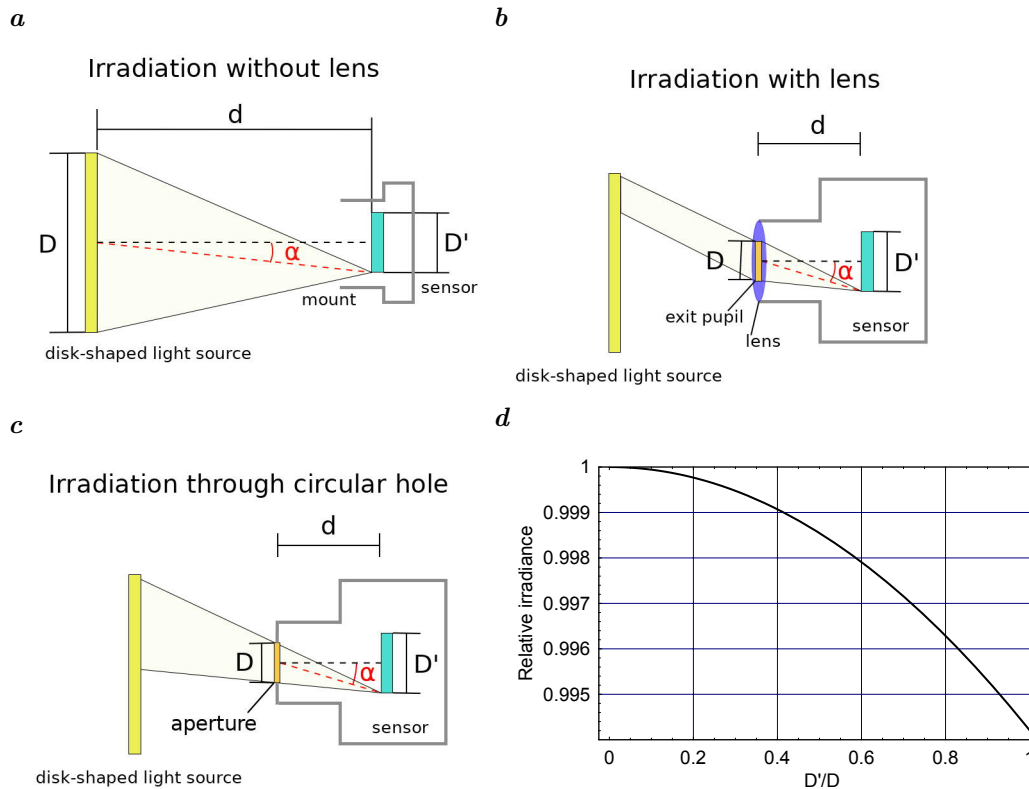 a
Irradiation without lens
d
D
α
D'
mount
sensor
disk-shaped light source
b
Irradiation with lens
d
D
α
D'
exit pupil
lens
sensor
disk-shaped light source
c
Irradiation through circular hole
d
D
α
D'
aperture
sensor
disk-shaped light source
d
1
0.999
0.998
0.997
0.996
0.995
Relative irradiance
0 0.2 0.4 0.6 0.8 1
D'/D